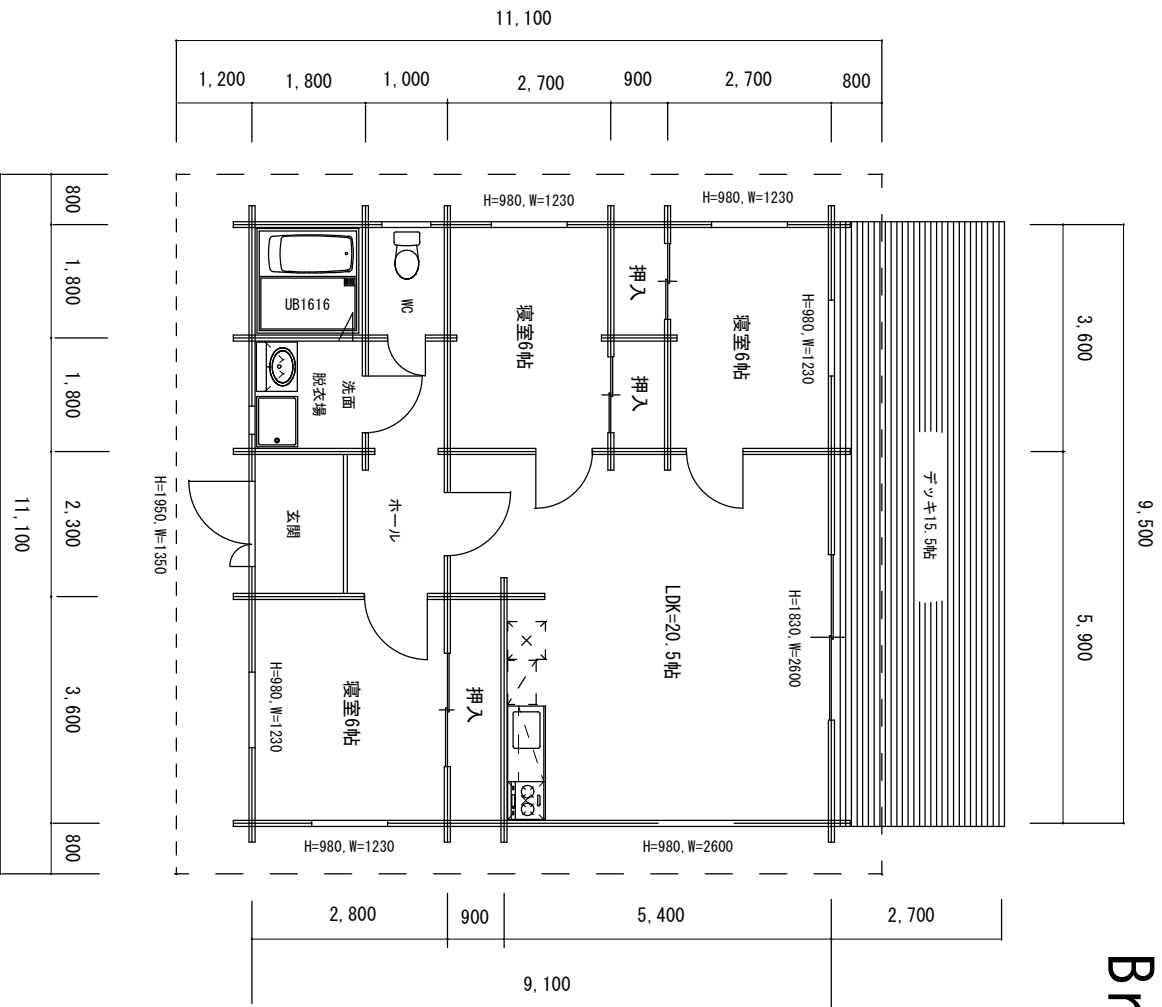 11,100
1,200
1,800
1,000
2,700
900
2,700
800
H=980,W=1230
H=980,W=1230
800
1,800
1,800
2,300
3,600
800
11,100
UB1616
WC
寝室6帖
押入
押入
寝室6帖
H=980,W=1230
洗面
脱衣場
H=1950,W=1350
玄関
ホール
LDK=20.5帖
H=1830,W=2600
デッキ15.5帖
3,600
5,900
9,500
H=980,W=1230
寝室6帖
押入
H=980,W=1230
H=980,W=2600
2,800
900
5,400
2,700
9,100
Br